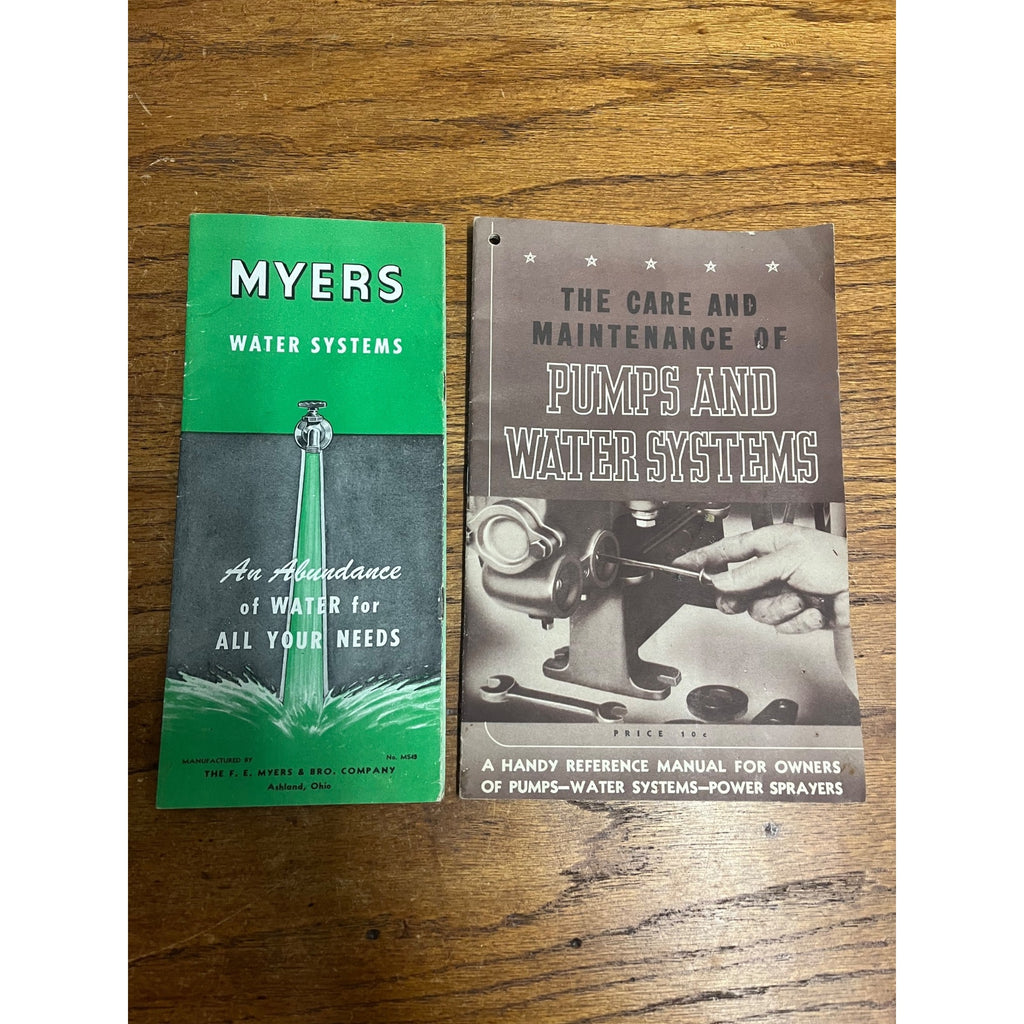 MYERS
WATER SYSTEMS
An Abundance
of WATER for
ALL YOUR NEEDS
MANUFACTURED BY No. MS4B
THE F. E. MYERS & BRO. COMPANY
Ashland, Ohio
THE CARE AND
MAINTENANCE OF
PUMPS AND
WATER SYSTEMS
PRICE 10c
A HANDY REFERENCE MANUAL FOR OWNERS
OF PUMPS—WATER SYSTEMS—POWER SPRAYERS